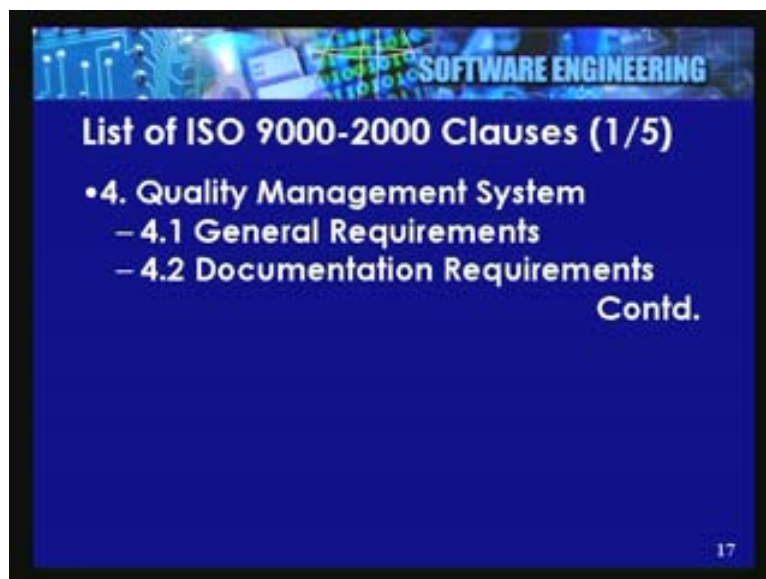 SOFTWARE ENGINEERING
List of ISO 9000-2000 Clauses (1/5)
•4. Quality Management System
– 4.1 General Requirements
– 4.2 Documentation Requirements
Contd.
17